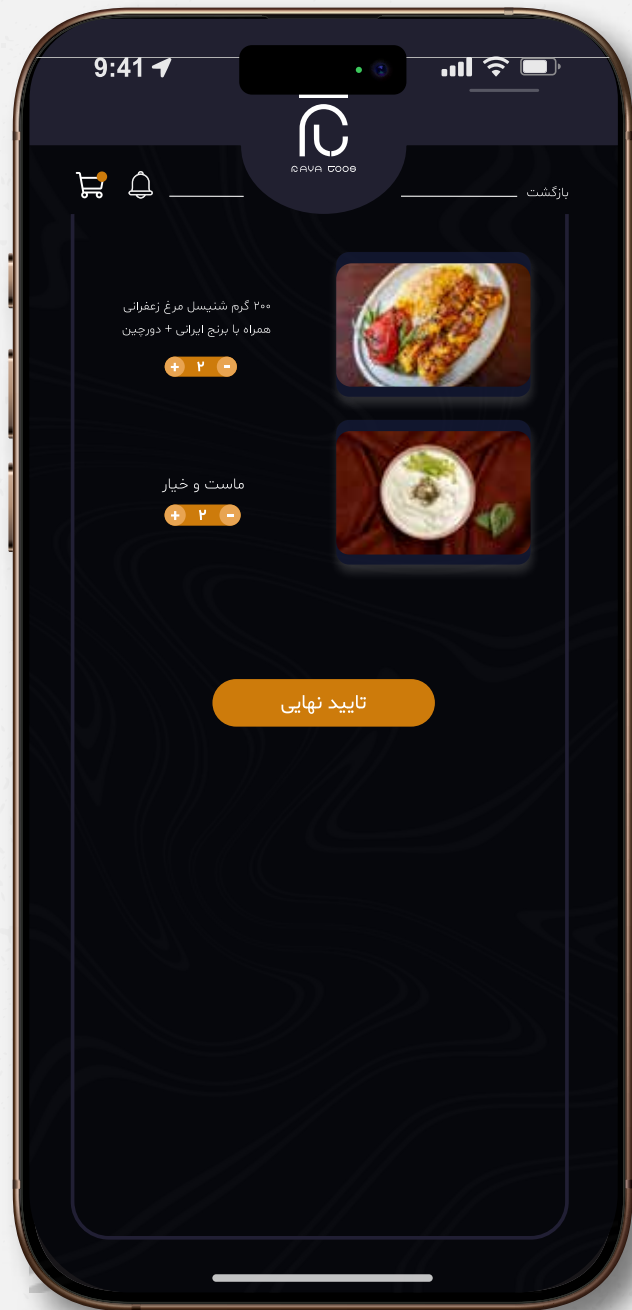 9:41
RAYA TOOS
بازگشت
۲۰۰ گرم شنیسل مرغ زعفرانی
همراه با برنج ایرانی + دورچین
+ ۲ -
ماست و خیار
+ ۲ -
تایید نهایی